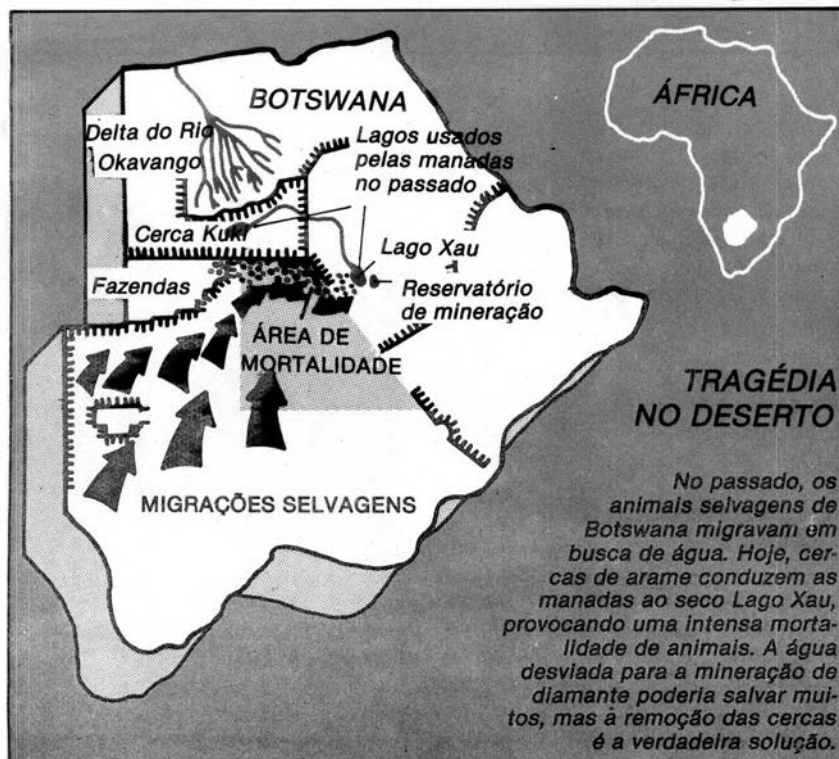 BOTSWANA
ÁFRICA
Delta do Rio
Okavango
Lagos usados
pelas manadas
no passado
Cerca Kuki
Lago Xau
Fazendas
Reservatório
de mineração
ÁREA DE
MORTALIDADE
MIGRAÇÕES SELVAGENS
TRAGÉDIA
NO DESERTO
No passado, os
animais selvagens de
Botswana migravam em
busca de água. Hoje, cer-
cas de arame conduzem as
manadas ao seco Lago Xau,
provocando uma intensa morta-
lidade de animais. A água
desviada para a mineração de
diamante poderia salvar mui-
tos, mas à remoção das cercas
é a verdadeira solução.